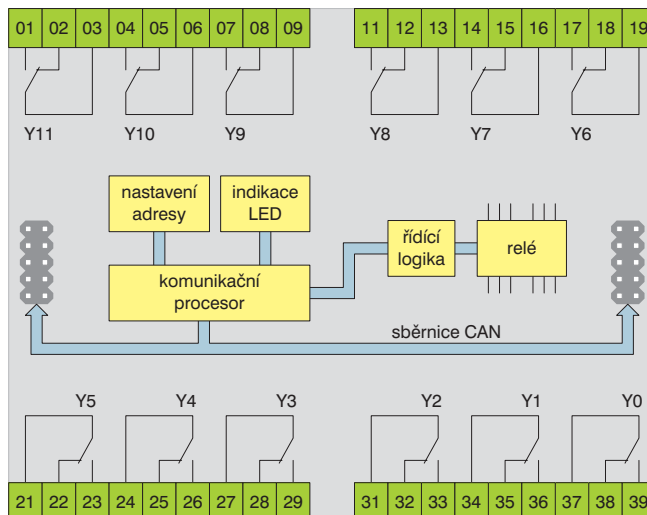 01 02 03 04 05 06 07 08 09 11 12 13 14 15 16 17 18 19
Y11 Y10 Y9 Y8 Y7 Y6
nastavení
adresy
indikace
LED
řídící
logika
relé
komunikační
procesor
sběrnice CAN
Y5 Y4 Y3 Y2 Y1 Y0
21 22 23 24 25 26 27 28 29 31 32 33 34 35 36 37 38 39